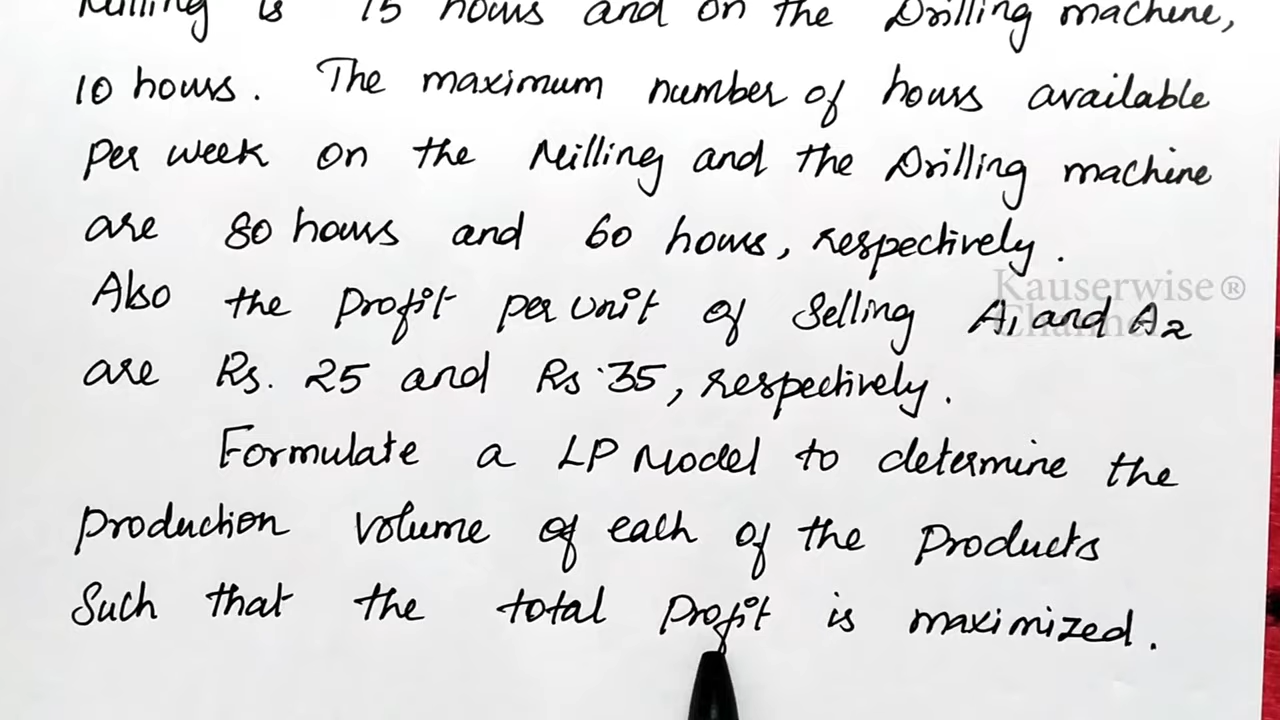 Milling is 15 hours and on the Drilling machine,
10 hours. The maximum number of hours available
per week on the Milling and the Drilling machine
are 80 hours and 60 hours, respectively.
Also the profit per unit of selling A1 and A2
are Rs. 25 and Rs. 35, respectively.
Formulate a LP Model to determine the
production volume of each of the products
Such that the total profit is maximized.
Kauserwise ®
Channel